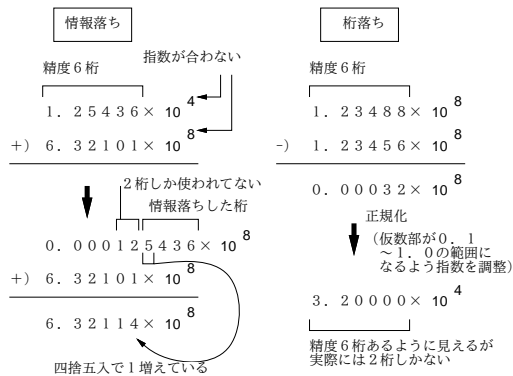 情報落ち
指数が合わない
精度６桁
１．２５４３６× 10 4
＋） ６．３２１０１× 10 8
２桁しか使われてない
情報落ちした桁
０．０００１２５４３６× 10 8
＋） ６．３２１０１× 10 8
６．３２１１４× 10 8
四捨五入で１増えている
桁落ち
精度６桁
１．２３４８８× 10 8
−） １．２３４５６× 10 8
０．０００３２× 10 8
正規化
（仮数部が０．１
～１．０の範囲に
なるよう指数を調整）
３．２００００× 10 4
精度６桁あるように見えるが
実際には２桁しかない